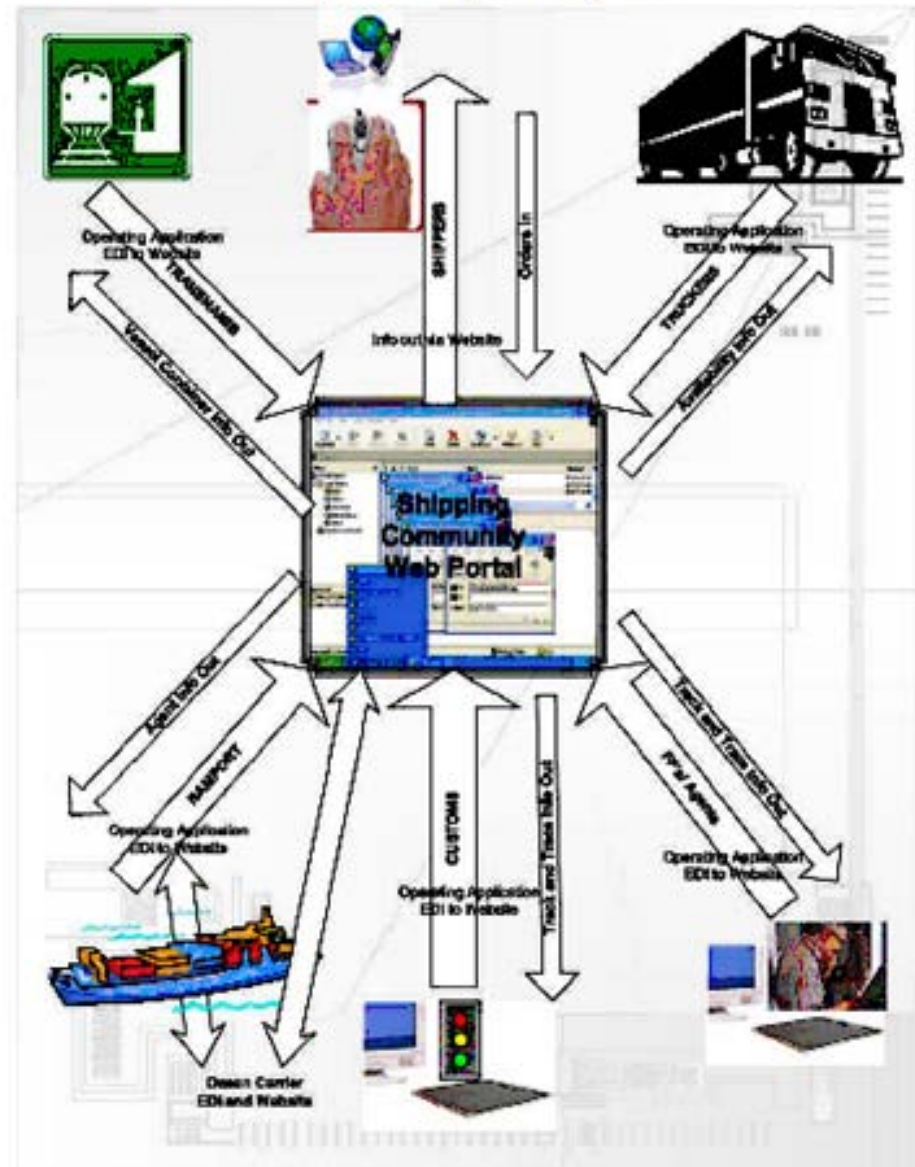 Operating Application
EDI to Website
TRANSNAMIB
Vessel Container Info Out
SHIPPERS
Orders In
Info out via Website
Operating Application
EDI to Website
TRUCKERS
Availability Info Out
Shipping
Community
Web Portal
Agent Info Out
NAMPORT
Operating Application
EDI to Website
Ocean Carrier
EDI and Website
CUSTOMS
Operating Application
EDI to Website
Track and Trace Info Out
Track and Trace Info Out
Agents
Operating Application
EDI to Website